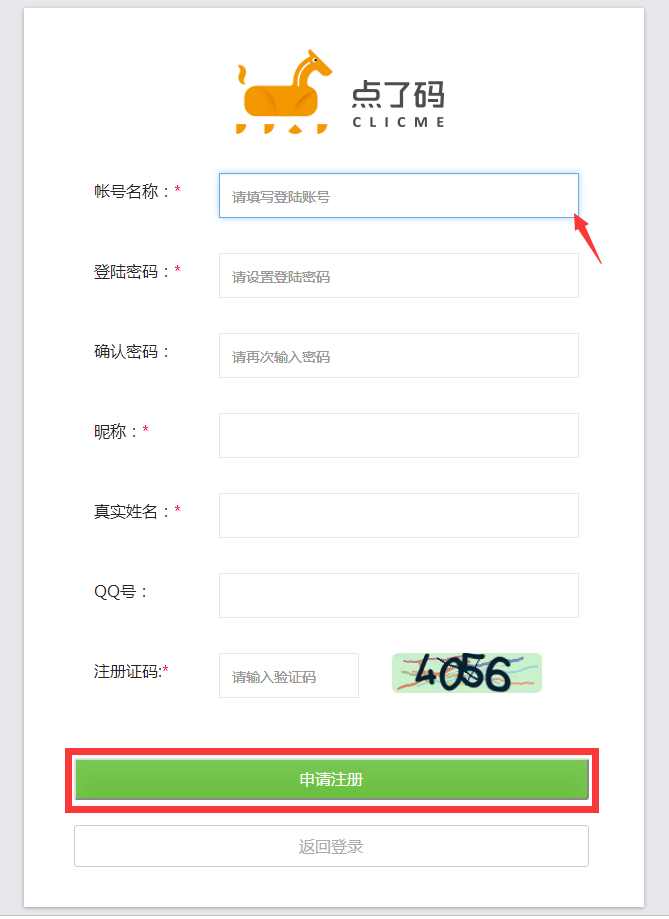 点了码
CLICME
帐号名称：*
请填写登陆账号
登陆密码：*
请设置登陆密码
确认密码：
请再次输入密码
昵称：*
真实姓名：*
QQ号：
注册证码:*
请输入验证码
4056
申请注册
返回登录